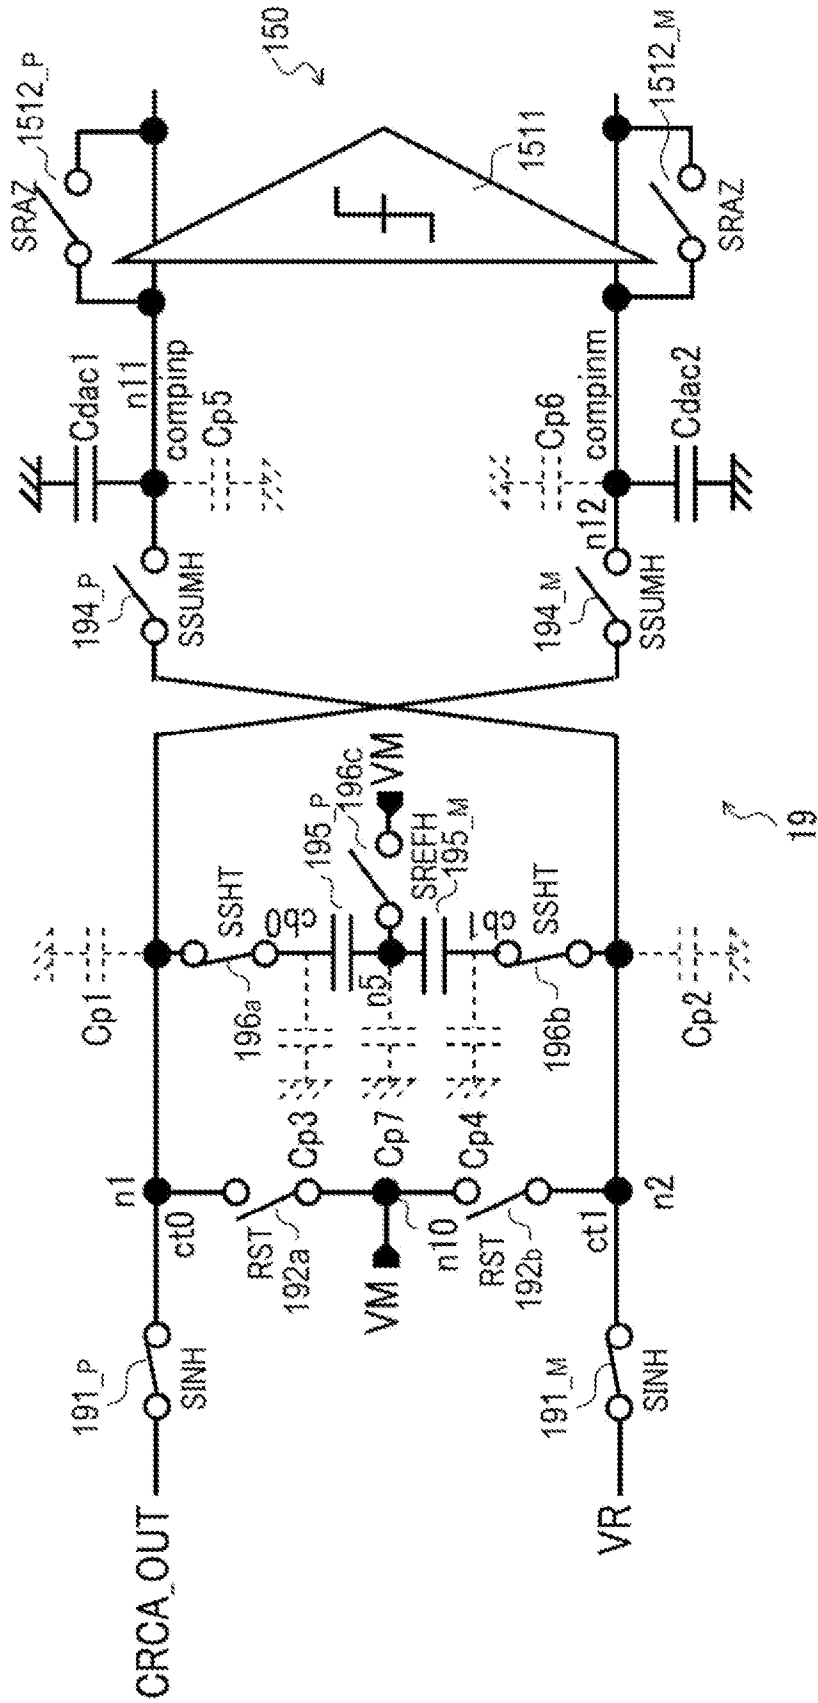 150
1512_P
SRAZ
1511
1512_M
SRAZ
Cdac1
n11
compinp
Cp5
Cp6
compinm
Cdac2
n12
194_P
SSUMH
194_M
SSUMH
VM
196c
195_P
SREFH
195_M
19
SSHT
cp0
196a
n5
cp1
SSHT
196b
Cp1
Cp2
Cp3
Cp7
Cp4
n1
ct0
RST
192a
VM
n10
RST
192b
ct1
n2
191_P
SINH
191_M
SINH
CRCA_OUT
VR